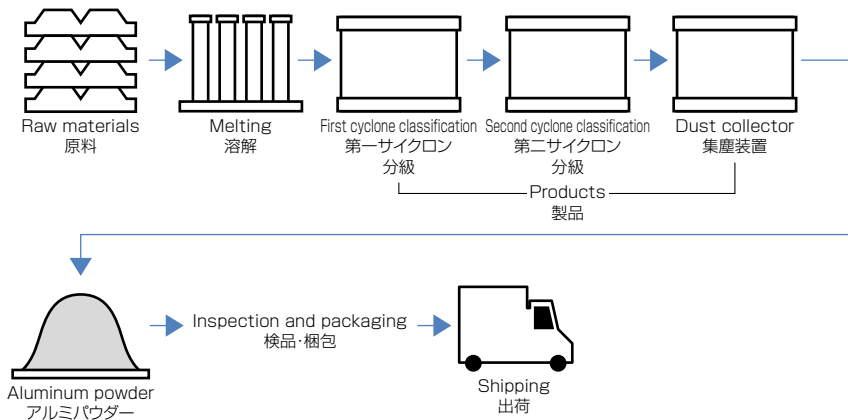 Raw materials
原料
Melting
溶解
First cyclone classification
第一サイクロン
分級
Second cyclone classification
第二サイクロン
分級
Dust collector
集塵装置
Products
製品
Aluminum powder
アルミパウダー
Inspection and packaging
検品・梱包
Shipping
出荷